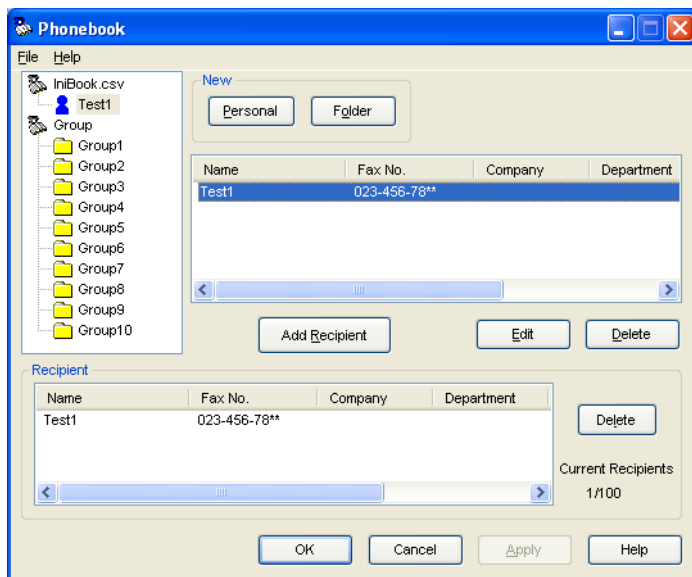 Phonebook
File Help
IniBook.csv
Test1
Group
Group1
Group2
Group3
Group4
Group5
Group6
Group7
Group8
Group9
Group10
New
Personal Folder
Name Fax No. Company Department
Test1 023-456-78**
Add Recipient Edit Delete
Recipient
Name Fax No. Company Department
Test1 023-456-78**
Delete
Current Recipients
1/100
OK Cancel Apply Help